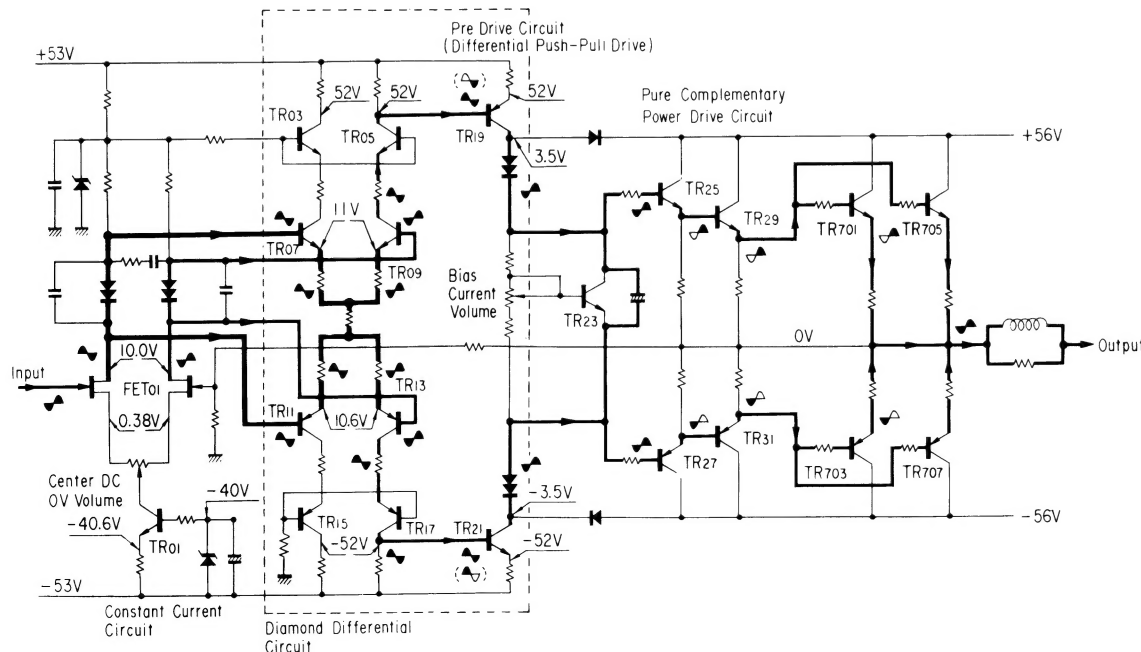 Pre Drive Circuit
(Differential Push-Pull Drive)
+53V
52V
52V
52V
TR03
TR05
TR19
Pure Complementary
Power Drive Circuit
+56V
3.5V
TR25
TR29
TR701
TR705
11V
TR07
TR09
Bias
Current
Volume
TR23
0V
Output
Input
10.0V
FET01
0.38V
TR11
TR13
10.6V
TR27
TR31
TR703
TR707
Center DC
0V Volume
-40V
-40.6V
TR01
TR15
TR17
-52V
TR21
-3.5V
-52V
-56V
-53V
Constant Current
Circuit
Diamond Differential
Circuit